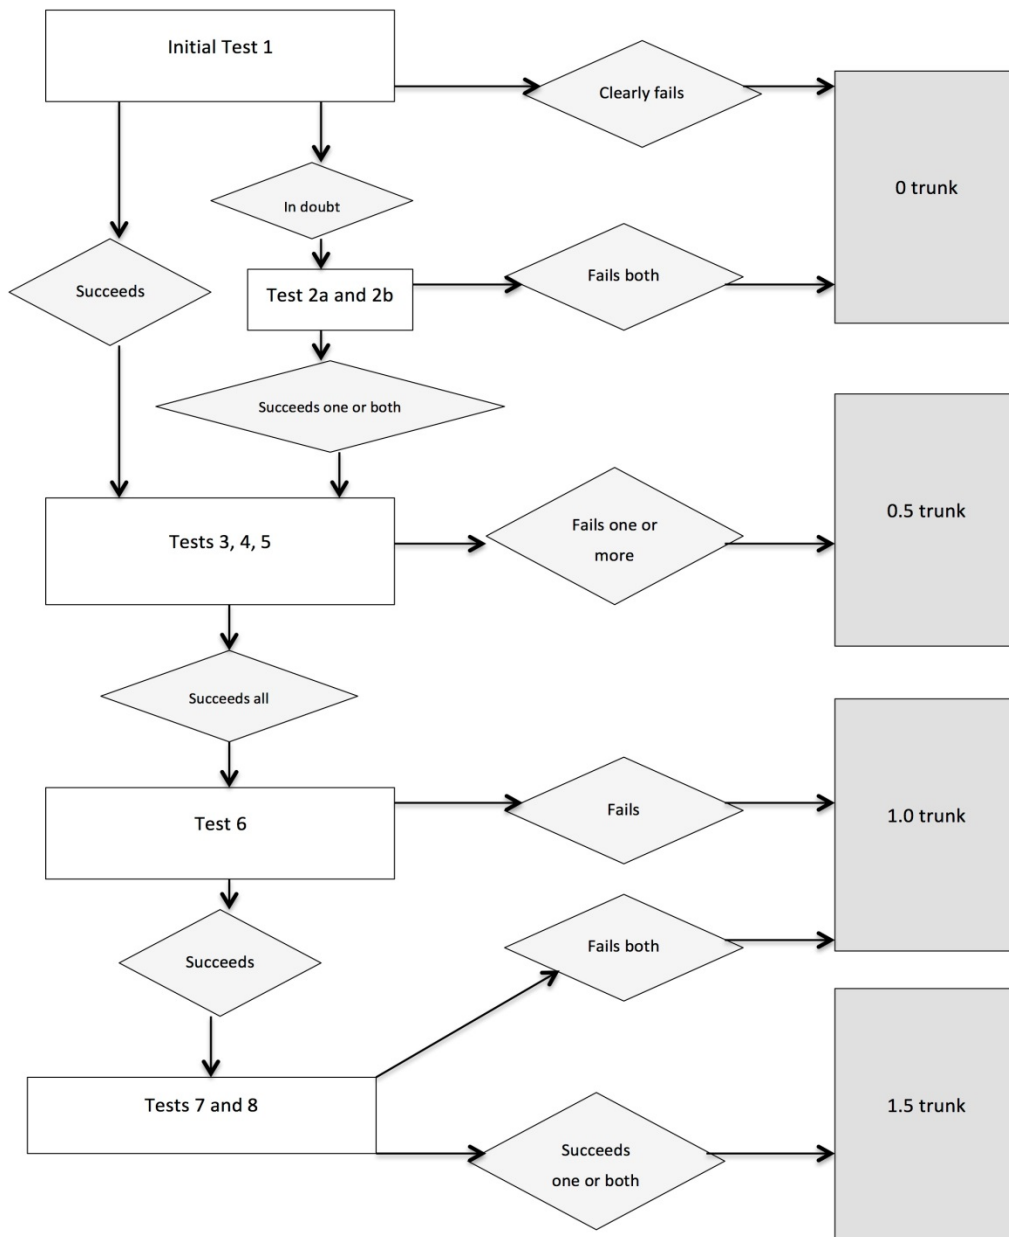 Initial Test 1
Clearly fails
0 trunk
In doubt
Succeeds
Test 2a and 2b
Fails both
Succeeds one or both
Tests 3, 4, 5
Fails one or
more
0.5 trunk
Succeeds all
Test 6
Fails
1.0 trunk
Succeeds
Fails both
Tests 7 and 8
Succeeds
one or both
1.5 trunk